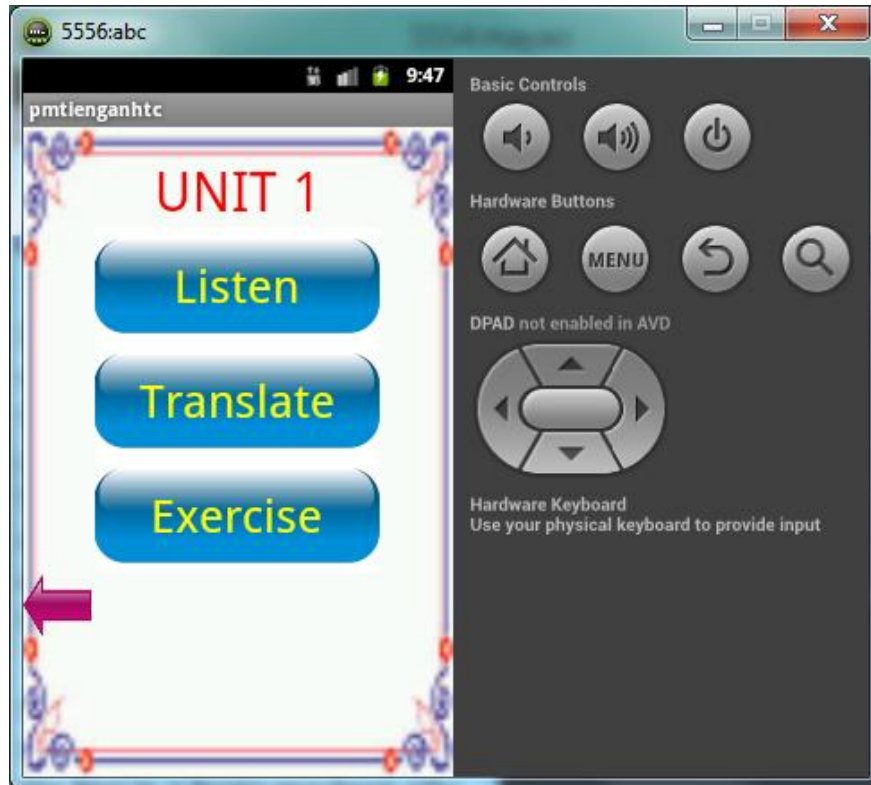 5556:abc
9:47
pmtienganhtc
UNIT 1
Listen
Translate
Exercise
Basic Controls
Hardware Buttons
MENU
DPAD not enabled in AVD
Hardware Keyboard
Use your physical keyboard to provide input